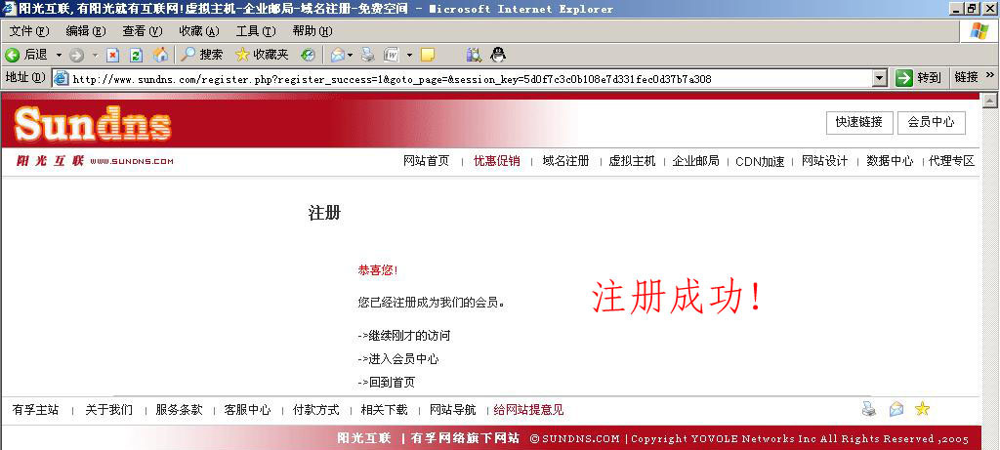 阳光互联,有阳光就有互联网!虚拟主机-企业邮局-域名注册-免费空间 - Microsoft Internet Explorer
文件(F) 编辑(E) 查看(V) 收藏(A) 工具(T) 帮助(H)
后退 搜索 收藏夹
地址(D) http://www.sundns.com/register.php?register_success=1&goto_page=&session_key=5d0f7c3c0b108e7d331fec0d37b7a308 转到 链接 »
Sundns
快速链接 会员中心
阳光互联 WWW.SUNDNS.COM
网站首页 | 优惠促销 | 域名注册 | 虚拟主机 | 企业邮局 | CDN加速 | 网站设计 | 数据中心 | 代理专区
注册
恭喜您!
注册成功!
您已经注册成为我们的会员。
->继续刚才的访问
->进入会员中心
->回到首页
有孚主站 | 关于我们 | 服务条款 | 客服中心 | 付款方式 | 相关下载 | 网站导航 | 给网站提意见
阳光互联 | 有孚网络旗下网站 ©SUNDNS.COM | Copyright YOVOLE Networks Inc All Rights Reserved ,2005